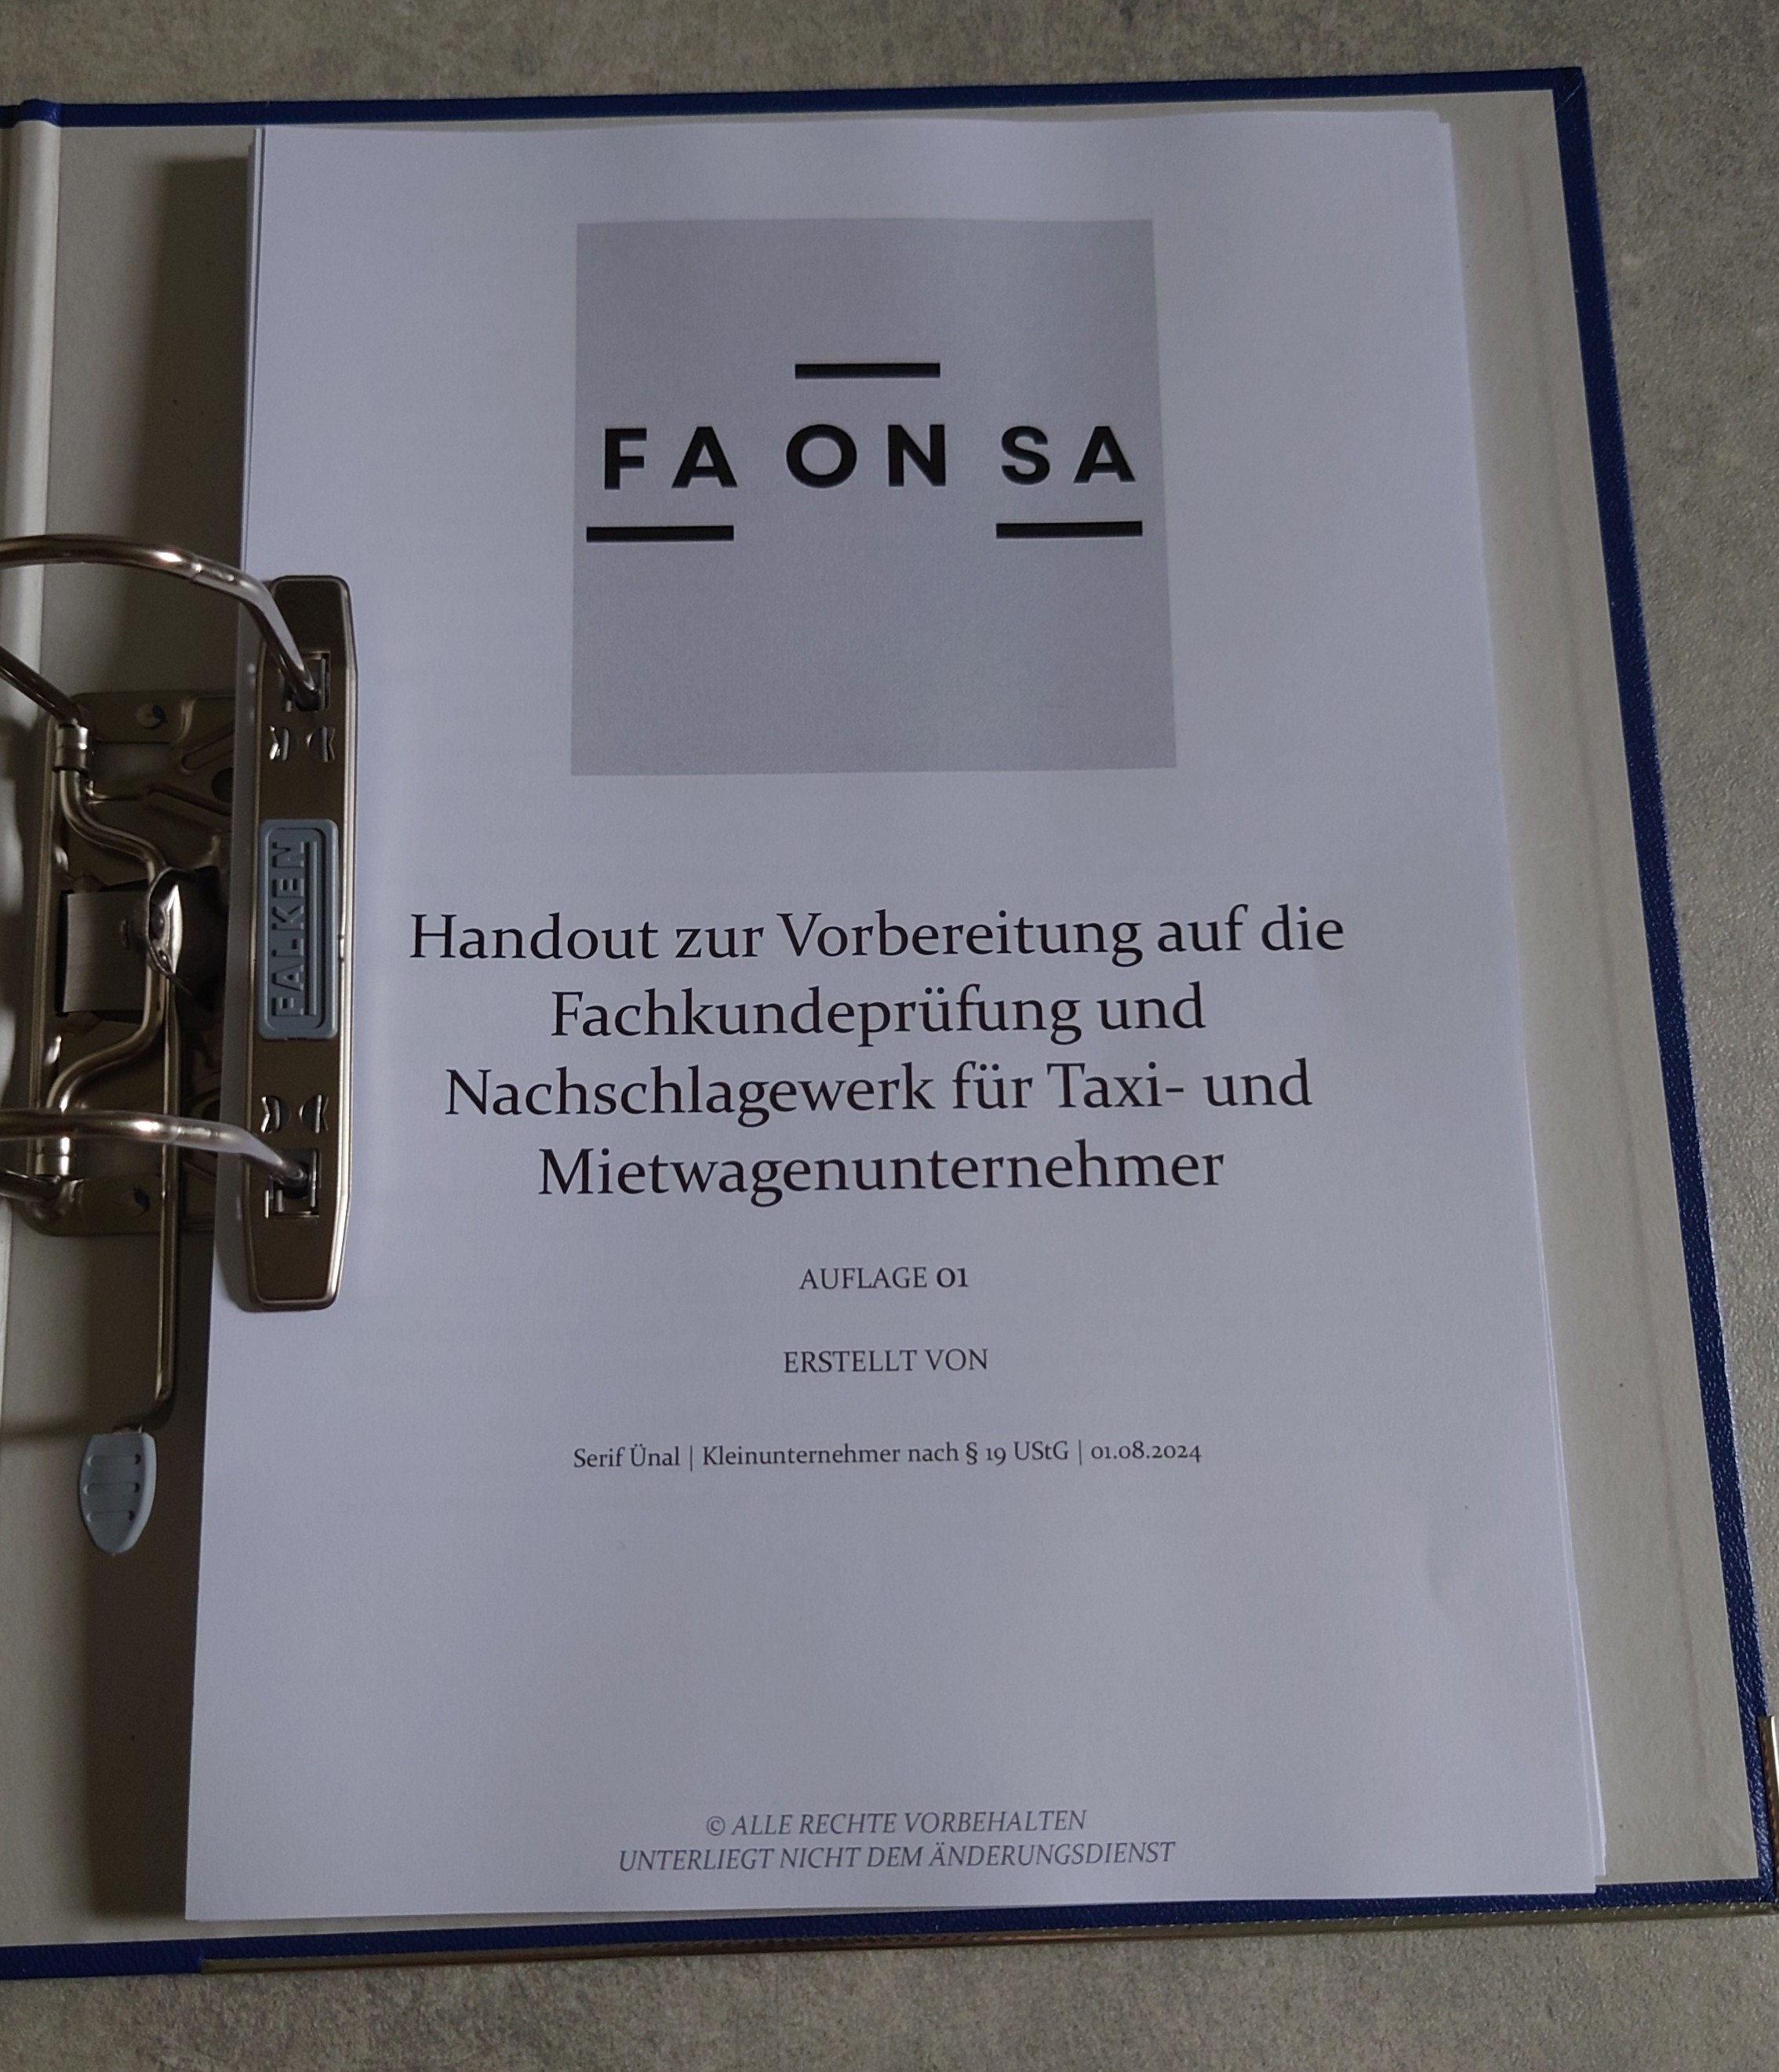 FA ON SA
FALKEN
Handout zur Vorbereitung auf die
Fachkundeprüfung und
Nachschlagewerk für Taxi- und
Mietwagenunternehmer
AUFLAGE 01
ERSTELLT VON
Serif Ünal | Kleinunternehmer nach § 19 UStG | 01.08.2024
© ALLE RECHTE VORBEHALTEN
UNTERLIEGT NICHT DEM ÄNDERUNGSDIENST